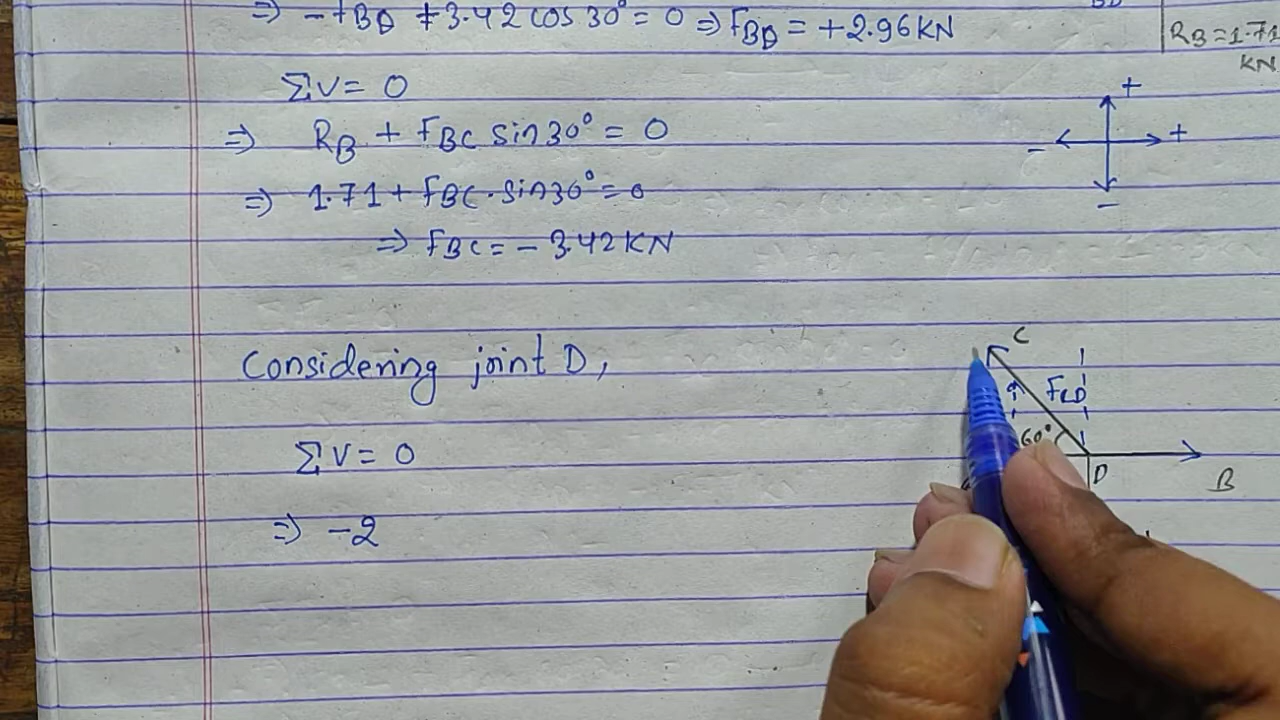 ⇒ -FBD + 3.42 cos 30° = 0 ⇒ FBD = +2.96 KN
BD
RB = 1.71
KN
ΣV = 0
⇒ RB + FBC sin 30° = 0
⇒ 1.71 + FBC . sin 30° = 0
⇒ FBC = - 3.42 KN
+
- +
-
Considering joint D,
C
FCD
60°
D
B
ΣV = 0
⇒ -2